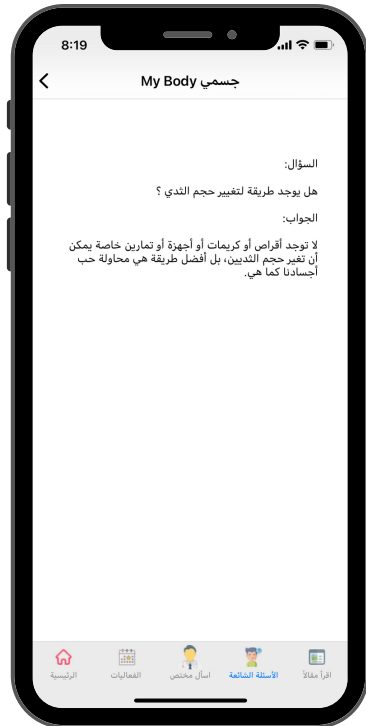 8:19
جسمي My Body
السؤال:
هل يوجد طريقة لتغيير حجم الثدي ؟
الجواب:
لا توجد أقراص أو كريمات أو أجهزة أو تمارين خاصة يمكن
أن تغير حجم الثديين، بل أفضل طريقة هي محاولة حب
أجسادنا كما هي.
اقرأ مقالاً
الأسئلة الشائعة
اسأل مختص
الفعاليات
الرئيسية